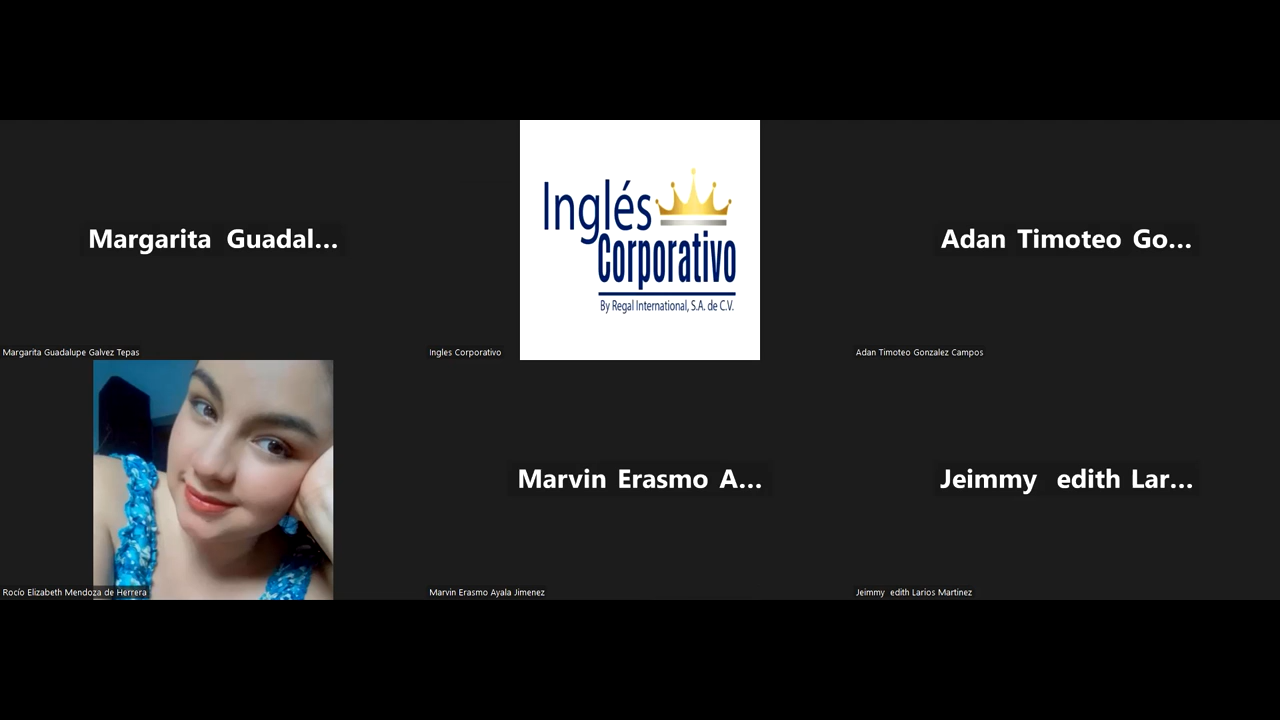 Margarita Guadal...
Margarita Guadalupe Galvez Tepas
Inglés
Corporativo
By Regal International, S.A. de C.V.
Ingles Corporativo
Adan Timoteo Go...
Adan Timoteo Gonzalez Campos
Rocío Elizabeth Mendoza de Herrera
Marvin Erasmo A...
Marvin Erasmo Ayala Jimenez
Jeimmy edith Lar...
Jeimmy edith Larios Martinez